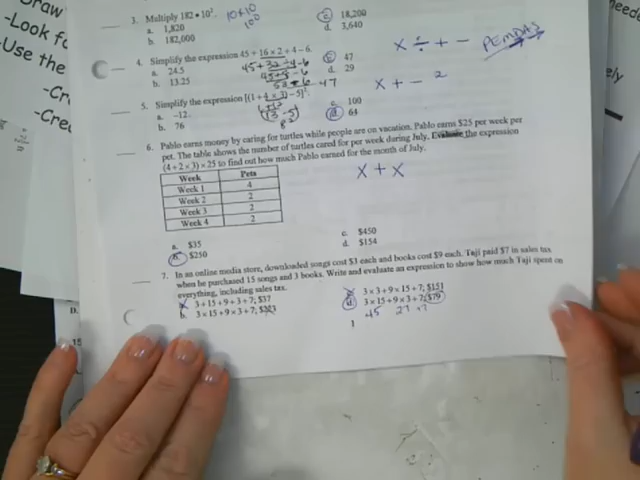 Draw
-Look fo
-Use the
-Cr
-Crea
3. Multiply 182 • 10².
10×10
100
a. 1,820
b. 182,000
c. 18,200
d. 3,640
4. Simplify the expression 45 + 16 × 2 ÷ 4 – 6.
a. 24.5
b. 13.25
c. 47
d. 29
× ÷ + – PEMDAS
× + – ²
5. Simplify the expression [(1 + 4 × 3) – 5]².
a. –12
b. 76
c. 100
d. 64
6. Pablo earns money by caring for turtles while people are on vacation. Pablo earns $25 per week per
pet. The table shows the number of turtles cared for per week during July. Evaluate the expression
(4 + 2 × 3) × 25 to find out how much Pablo earned for the month of July.
Week Pets
Week 1 4
Week 2 2
Week 3 2
Week 4 2
× + ×
a. $35
b. $250
c. $450
d. $154
7. In an online media store, downloaded songs cost $3 each and books cost $9 each. Taji paid $7 in sales tax
when he purchased 15 songs and 3 books. Write and evaluate an expression to show how much Taji spent on
everything, including sales tax.
3 + 15 + 9 + 3 + 7; $37
b. 3 × 15 + 9 × 3 + 7;
3 × 3 + 9 × 15 + 7; $151
d. 3 × 15 + 9 × 3 + 7; $79
45 27 +7
1
needed
ely